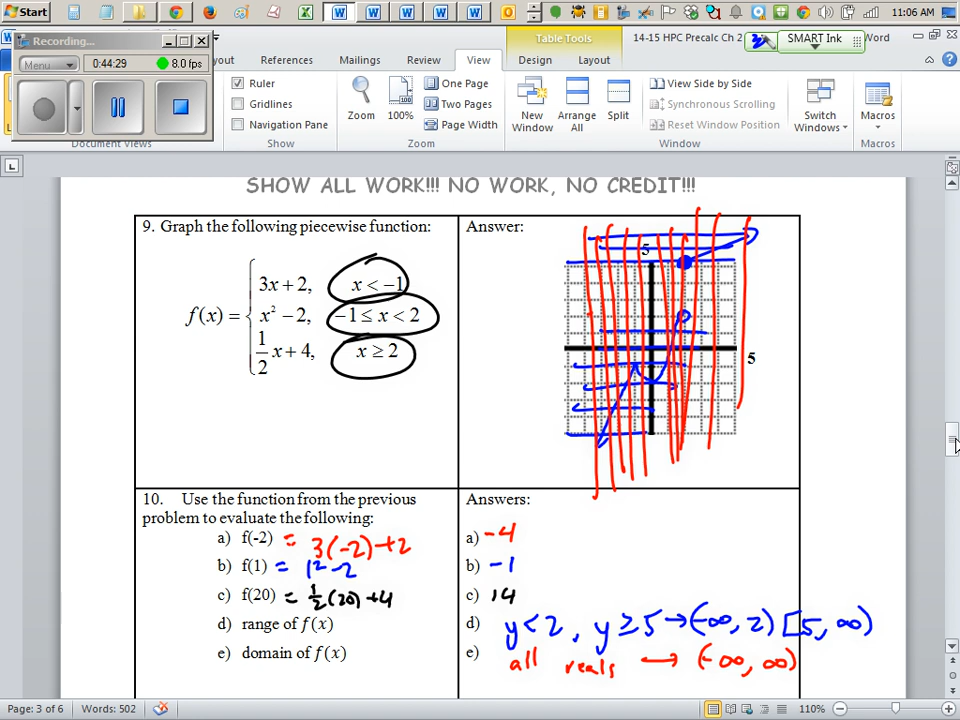 Start
11:06 AM
Recording...
14-15 HPC Precalc Ch 2
Word
SMART Ink
Table Tools
Menu
0:44:29
8.0 fps
out
References
Mailings
Review
View
Design
Layout
Ruler
Gridlines
Navigation Pane
Zoom
100%
One Page
Two Pages
Page Width
New Window
Arrange All
Split
View Side by Side
Synchronous Scrolling
Reset Window Position
Switch Windows
Macros
Document Views
Show
Zoom
Window
Macros
SHOW ALL WORK!!! NO WORK, NO CREDIT!!!
9. Graph the following piecewise function:
Answer:
5
5
f(x) =
3x + 2, x < −1
x² − 2, −1 ≤ x < 2
1/2 x + 4, x ≥ 2
10. Use the function from the previous
problem to evaluate the following:
a) f(-2) = 3(-2)+2
b) f(1) = 1²-2
c) f(20) = ½(20)+4
d) range of f(x)
e) domain of f(x)
Answers:
a) -4
b) -1
c) 14
d) y < 2, y ≥ 5 → (-∞, 2) [5, ∞)
e) all reals ⟷ (-∞, ∞)
Page: 3 of 6
Words: 502
110%